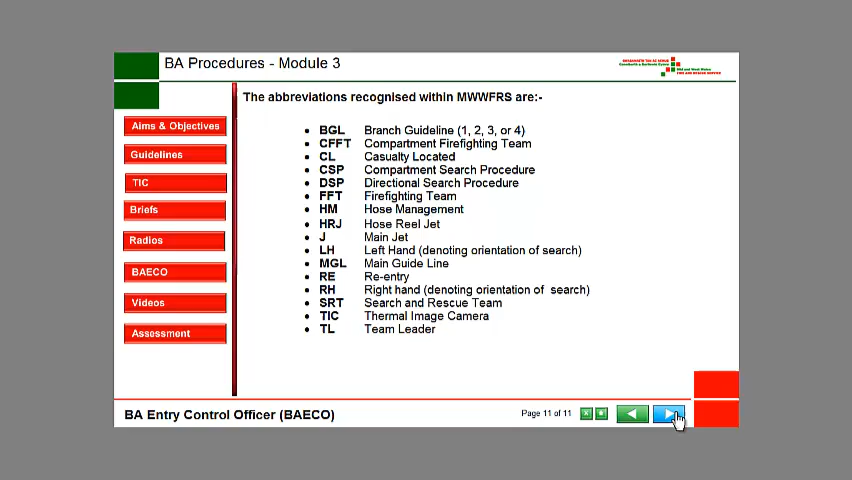 BA Procedures - Module 3
The abbreviations recognised within MWWFRS are:-
Aims & Objectives
Guidelines
TIC
Briefs
Radios
BAECO
Videos
Assessment
• BGL Branch Guideline (1, 2, 3, or 4)
• CFFT Compartment Firefighting Team
• CL Casualty Located
• CSP Compartment Search Procedure
• DSP Directional Search Procedure
• FFT Firefighting Team
• HM Hose Management
• HRJ Hose Reel Jet
• J Main Jet
• LH Left Hand (denoting orientation of search)
• MGL Main Guide Line
• RE Re-entry
• RH Right hand (denoting orientation of search)
• SRT Search and Rescue Team
• TIC Thermal Image Camera
• TL Team Leader
BA Entry Control Officer (BAECO)
Page 11 of 11